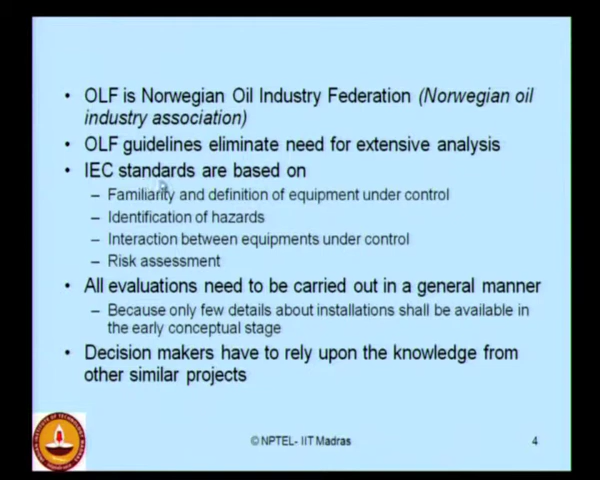 • OLF is Norwegian Oil Industry Federation (Norwegian oil
industry association)
• OLF guidelines eliminate need for extensive analysis
• IEC standards are based on
– Familiarity and definition of equipment under control
– Identification of hazards
– Interaction between equipments under control
– Risk assessment
• All evaluations need to be carried out in a general manner
– Because only few details about installations shall be available in
the early conceptual stage
• Decision makers have to rely upon the knowledge from
other similar projects
© NPTEL- IIT Madras
4